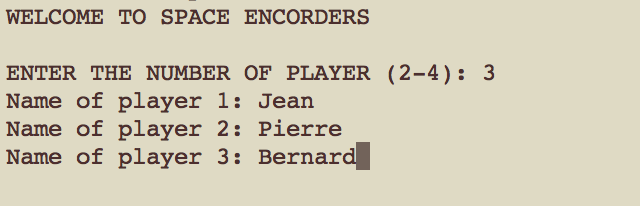 WELCOME TO SPACE ENCORDERS
ENTER THE NUMBER OF PLAYER (2-4): 3
Name of player 1: Jean
Name of player 2: Pierre
Name of player 3: Bernard